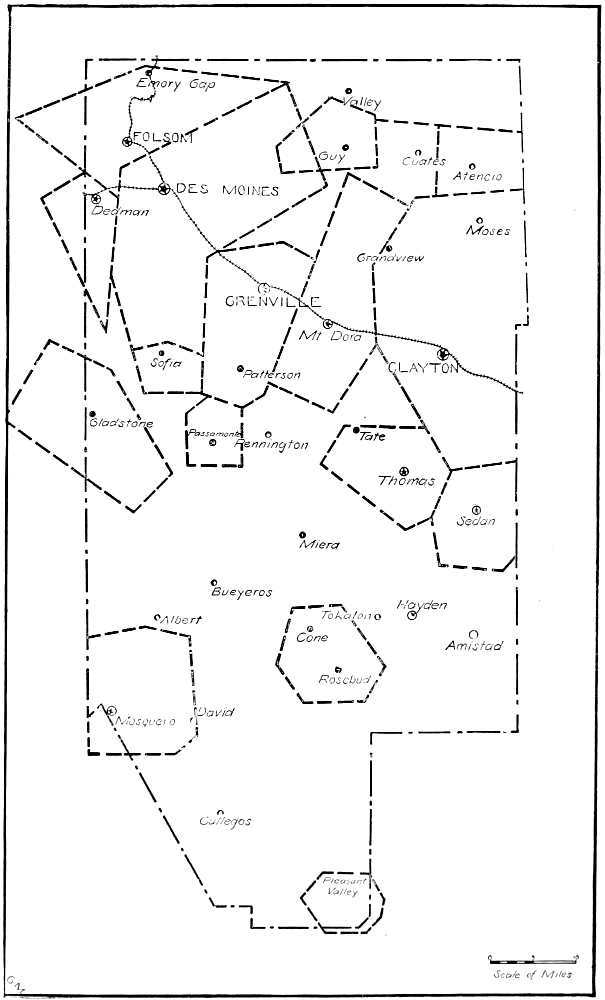 Emory Gap
Valley
FOLSOM
Guy
Cuates
Atencio
DES MOINES
Dedman
Moses
Grandview
GRENVILLE
Mt Dora
Sofia
CLAYTON
Patterson
Gladstone
Passamonte
Pennington
Tate
Thomas
Sedan
Miera
Bueyeros
Albert
Hayden
Tokalon
Cone
Amistad
Rosebud
David
Mosquero
Gallegos
Pleasant
Valley
Scale of Miles